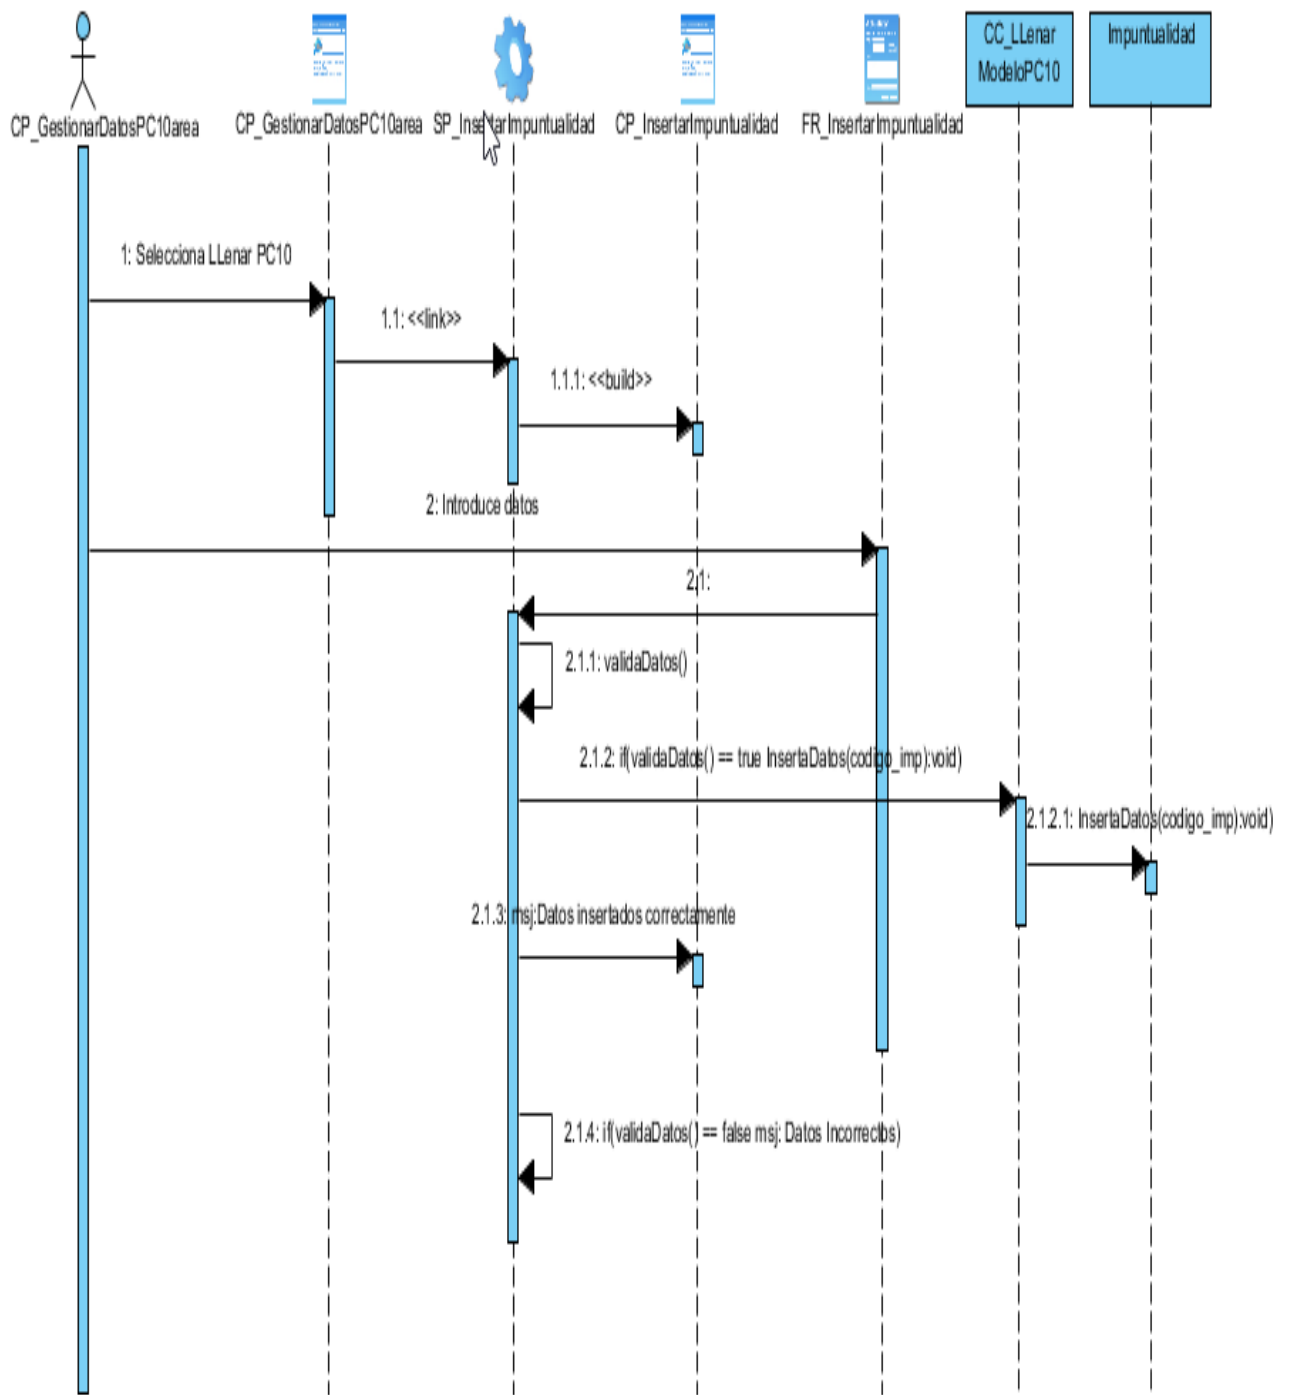 CC_LLenar
ModeloPC10
Impuntualidad
CP_GestionarDatosPC10area
CP_GestionarDatosPC10area
SP_InsertarImpuntualidad
CP_InsertarImpuntualidad
FR_InsertarImpuntualidad
1: Selecciona LLenar PC10
1.1: <<link>>
1.1.1: <<build>>
2: Introduce datos
2.1:
2.1.1: validaDatos()
2.1.2: if(validaDatos() == true InsertaDatos(codigo_imp):void)
2.1.2.1: InsertaDatos(codigo_imp):void)
2.1.3: msj:Datos insertados correctamente
2.1.4: if(validaDatos() == false msj: Datos Incorrectos)